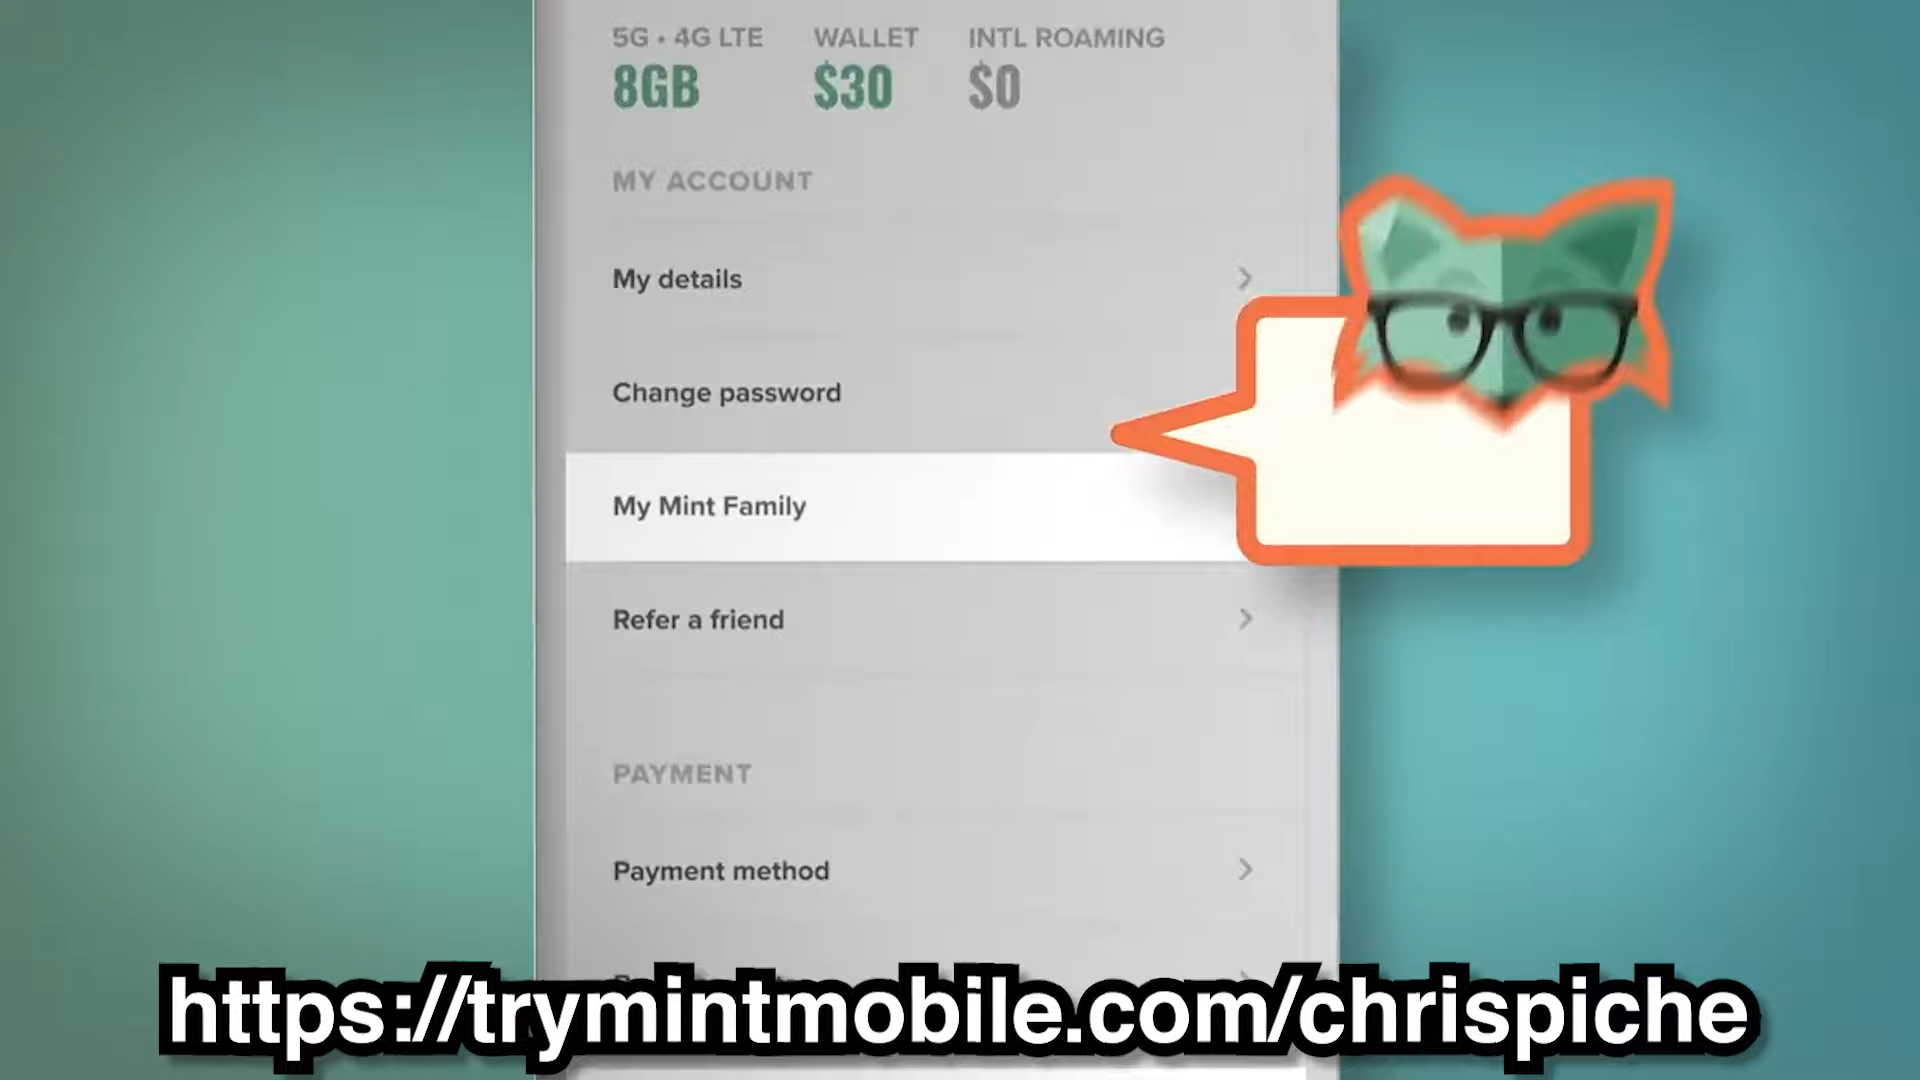 5G • 4G LTE WALLET INTL ROAMING
8GB $30 $0
MY ACCOUNT
My details
Change password
My Mint Family
Refer a friend
PAYMENT
Payment method
https://trymintmobile.com/chrispiche